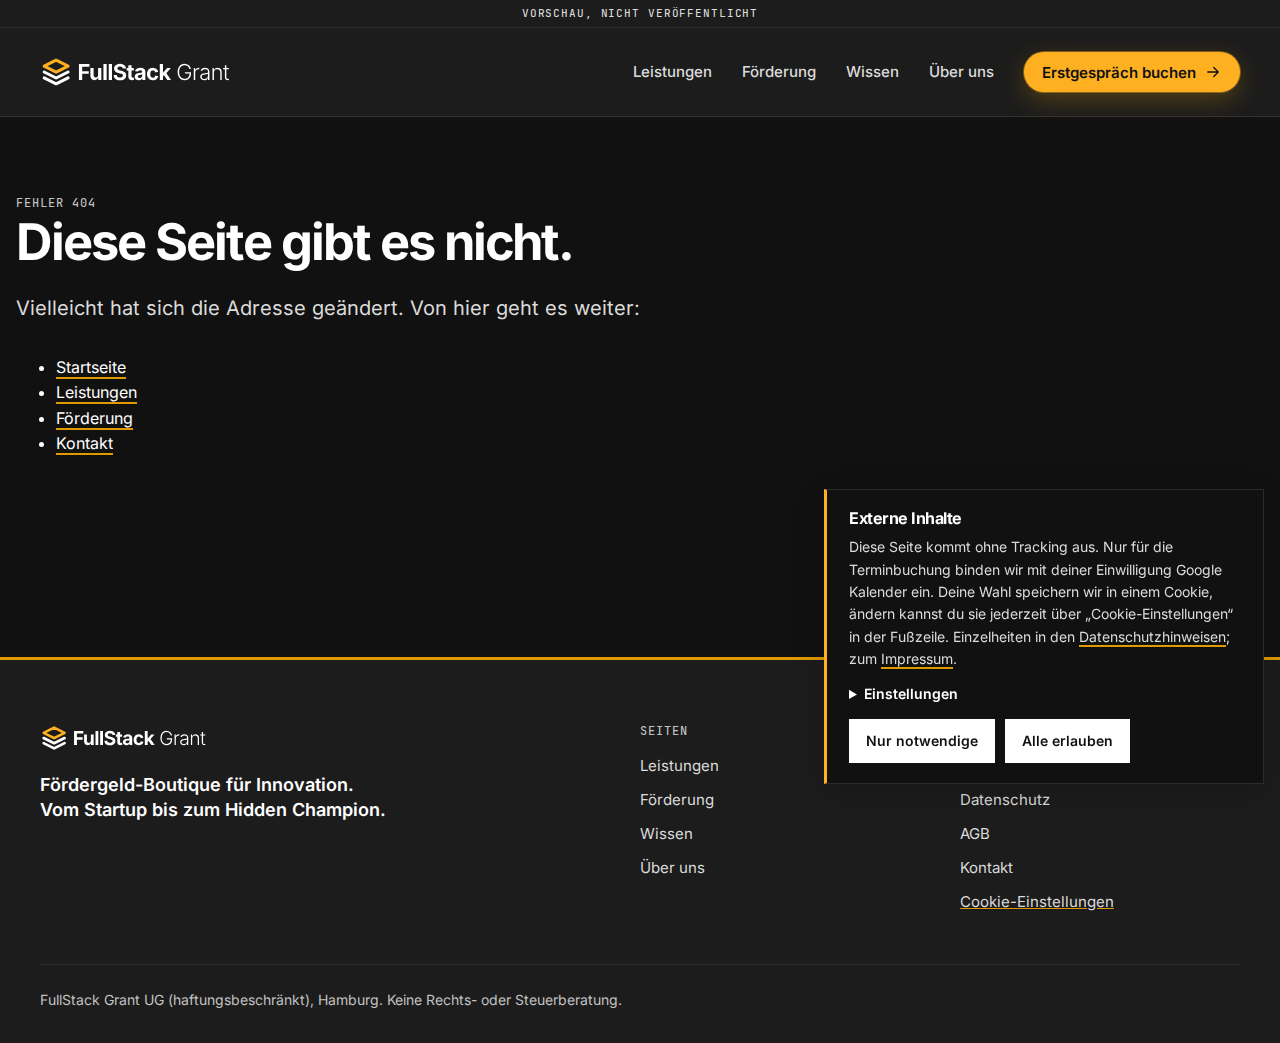 VORSCHAU, NICHT VERÖFFENTLICHT
FullStack Grant
Leistungen
Förderung
Wissen
Über uns
Erstgespräch buchen →
FEHLER 404
Diese Seite gibt es nicht.
Vielleicht hat sich die Adresse geändert. Von hier geht es weiter:
Startseite
Leistungen
Förderung
Kontakt
Externe Inhalte
Diese Seite kommt ohne Tracking aus. Nur für die
Terminbuchung binden wir mit deiner Einwilligung Google
Kalender ein. Deine Wahl speichern wir in einem Cookie,
ändern kannst du sie jederzeit über „Cookie-Einstellungen“
in der Fußzeile. Einzelheiten in den Datenschutzhinweisen;
zum Impressum.
Einstellungen
Nur notwendige
Alle erlauben
FullStack Grant
Fördergeld-Boutique für Innovation.
Vom Startup bis zum Hidden Champion.
SEITEN
Leistungen
Förderung
Wissen
Über uns
Datenschutz
AGB
Kontakt
Cookie-Einstellungen
FullStack Grant UG (haftungsbeschränkt), Hamburg. Keine Rechts- oder Steuerberatung.